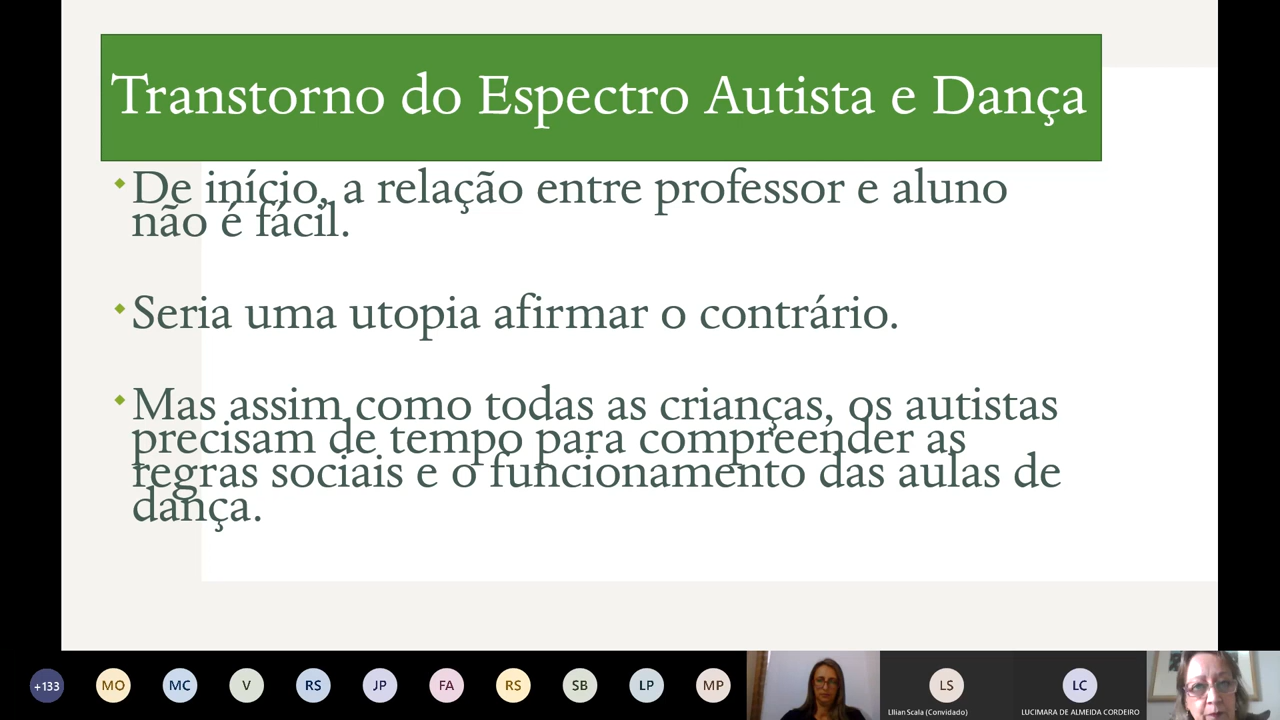 Transtorno do Espectro Autista e Dança
De início, a relação entre professor e aluno
não é fácil.
Seria uma utopia afirmar o contrário.
Mas assim como todas as crianças, os autistas
precisam de tempo para compreender as
regras sociais e o funcionamento das aulas de
dança.
+133 MO MC V RS JP FA RS SB LP MP LS LC
LIlian Scala (Convidado) LUCIMARA DE ALMEIDA CORDEIRO